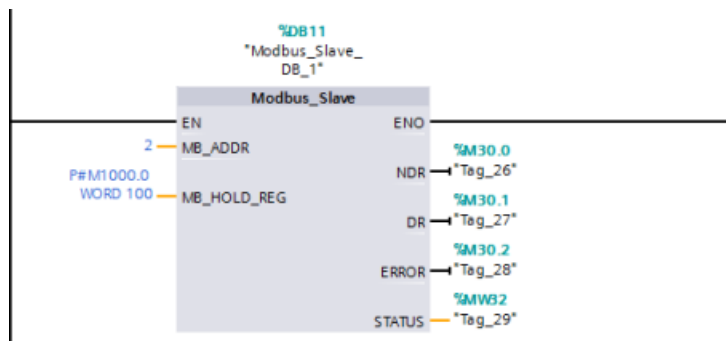 %DB11
"Modbus_Slave_
DB_1"
Modbus_Slave
EN ENO
2 MB_ADDR
%M30.0
NDR "Tag_26"
P#M1000.0
WORD 100 MB_HOLD_REG
%M30.1
DR "Tag_27"
%M30.2
ERROR "Tag_28"
%MW32
STATUS "Tag_29"